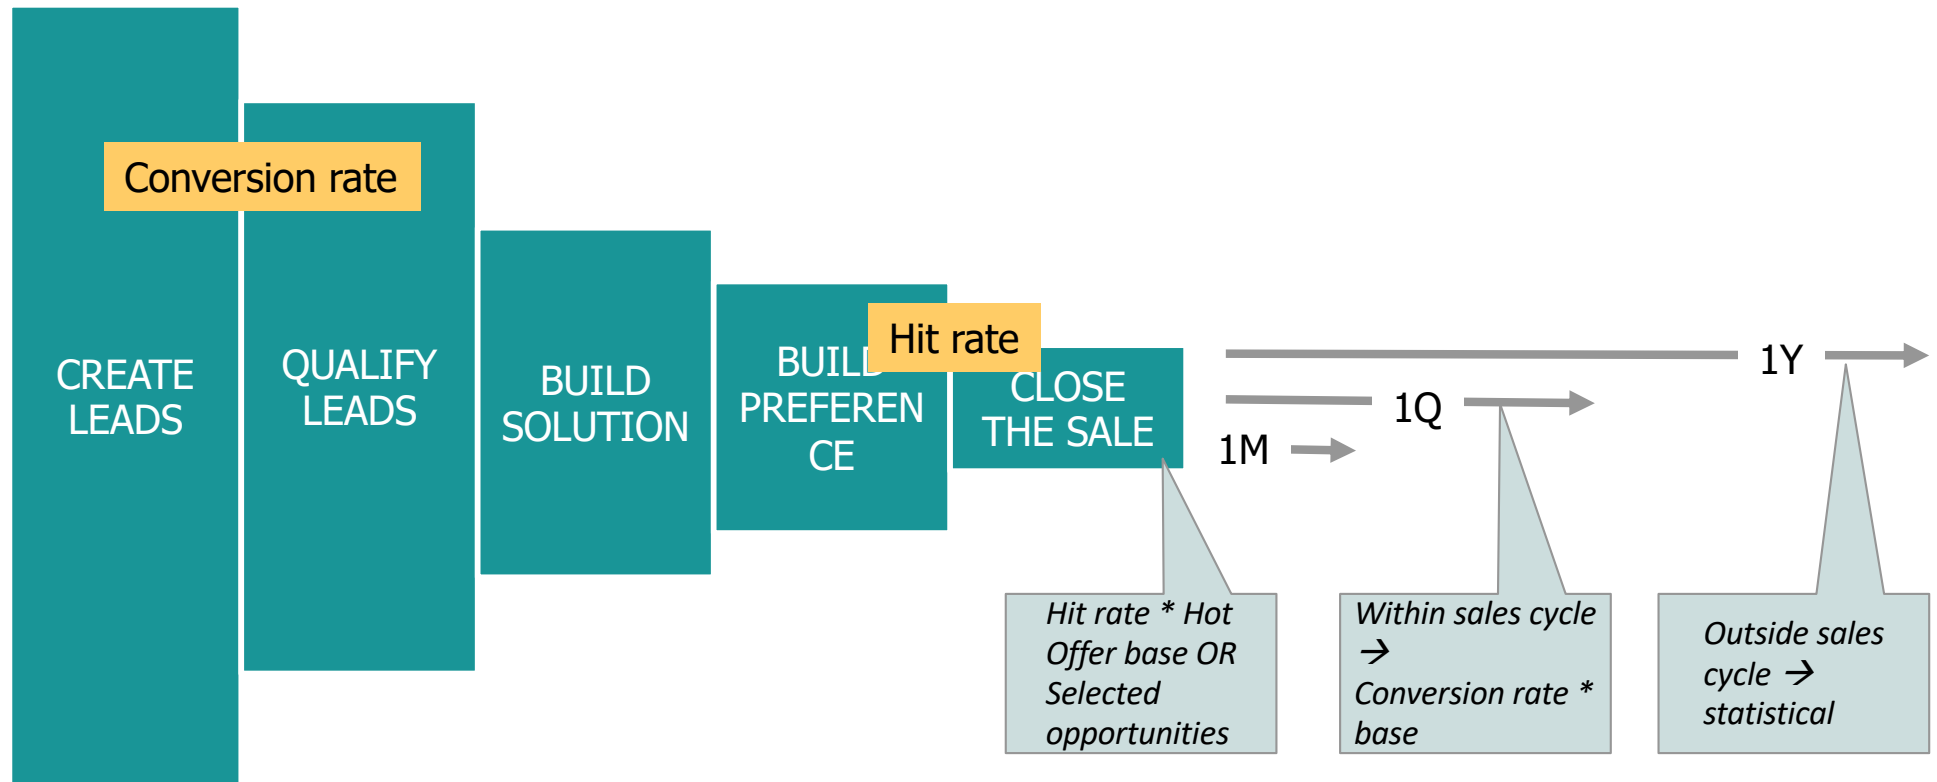 Conversion rate
CREATE
LEADS
QUALIFY
LEADS
BUILD
SOLUTION
BUILD
PREFEREN
CE
Hit rate
CLOSE
THE SALE
1Y
1Q
1M
Hit rate * Hot
Offer base OR
Selected
opportunities
Within sales cycle
→
Conversion rate *
base
Outside sales
cycle →
statistical